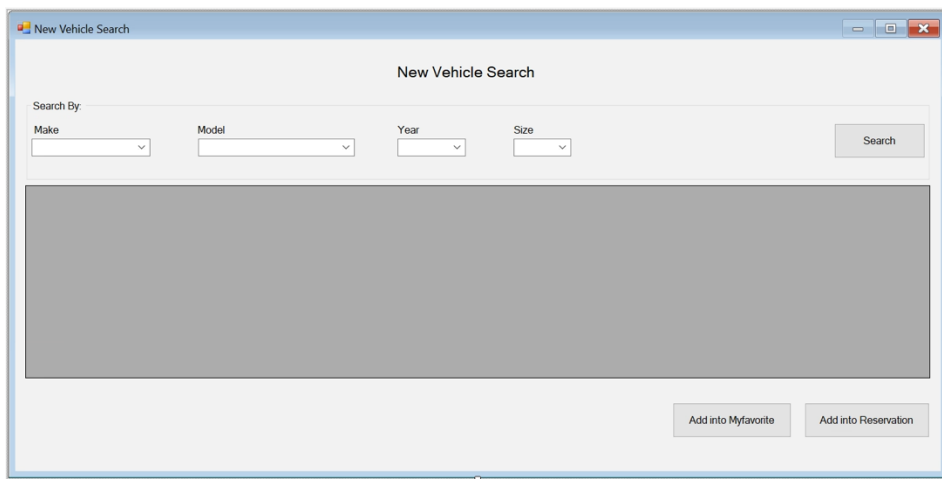 New Vehicle Search
New Vehicle Search
Search By:
Make Model Year Size
Search
Add into Myfavorite Add into Reservation